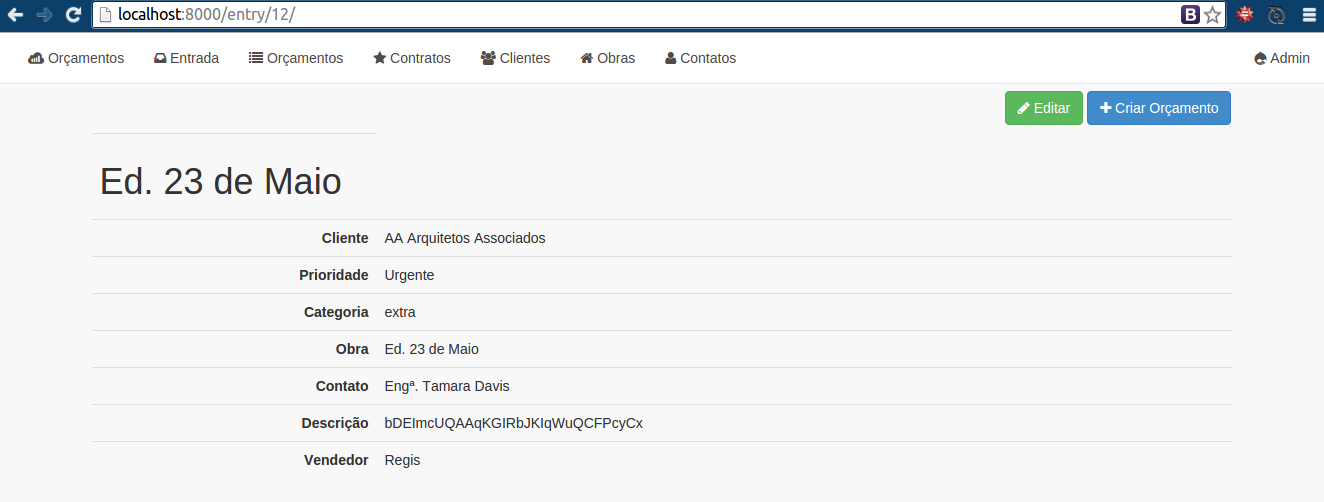 localhost:8000/entry/12/
Orçamentos Entrada Orçamentos Contratos Clientes Obras Contatos Admin
Editar Criar Orçamento
Ed. 23 de Maio
Cliente AA Arquitetos Associados
Prioridade Urgente
Categoria extra
Obra Ed. 23 de Maio
Contato Engª. Tamara Davis
Descrição bDEImcUQAAqKGIRbJKIqWuQCFPcyCx
Vendedor Regis